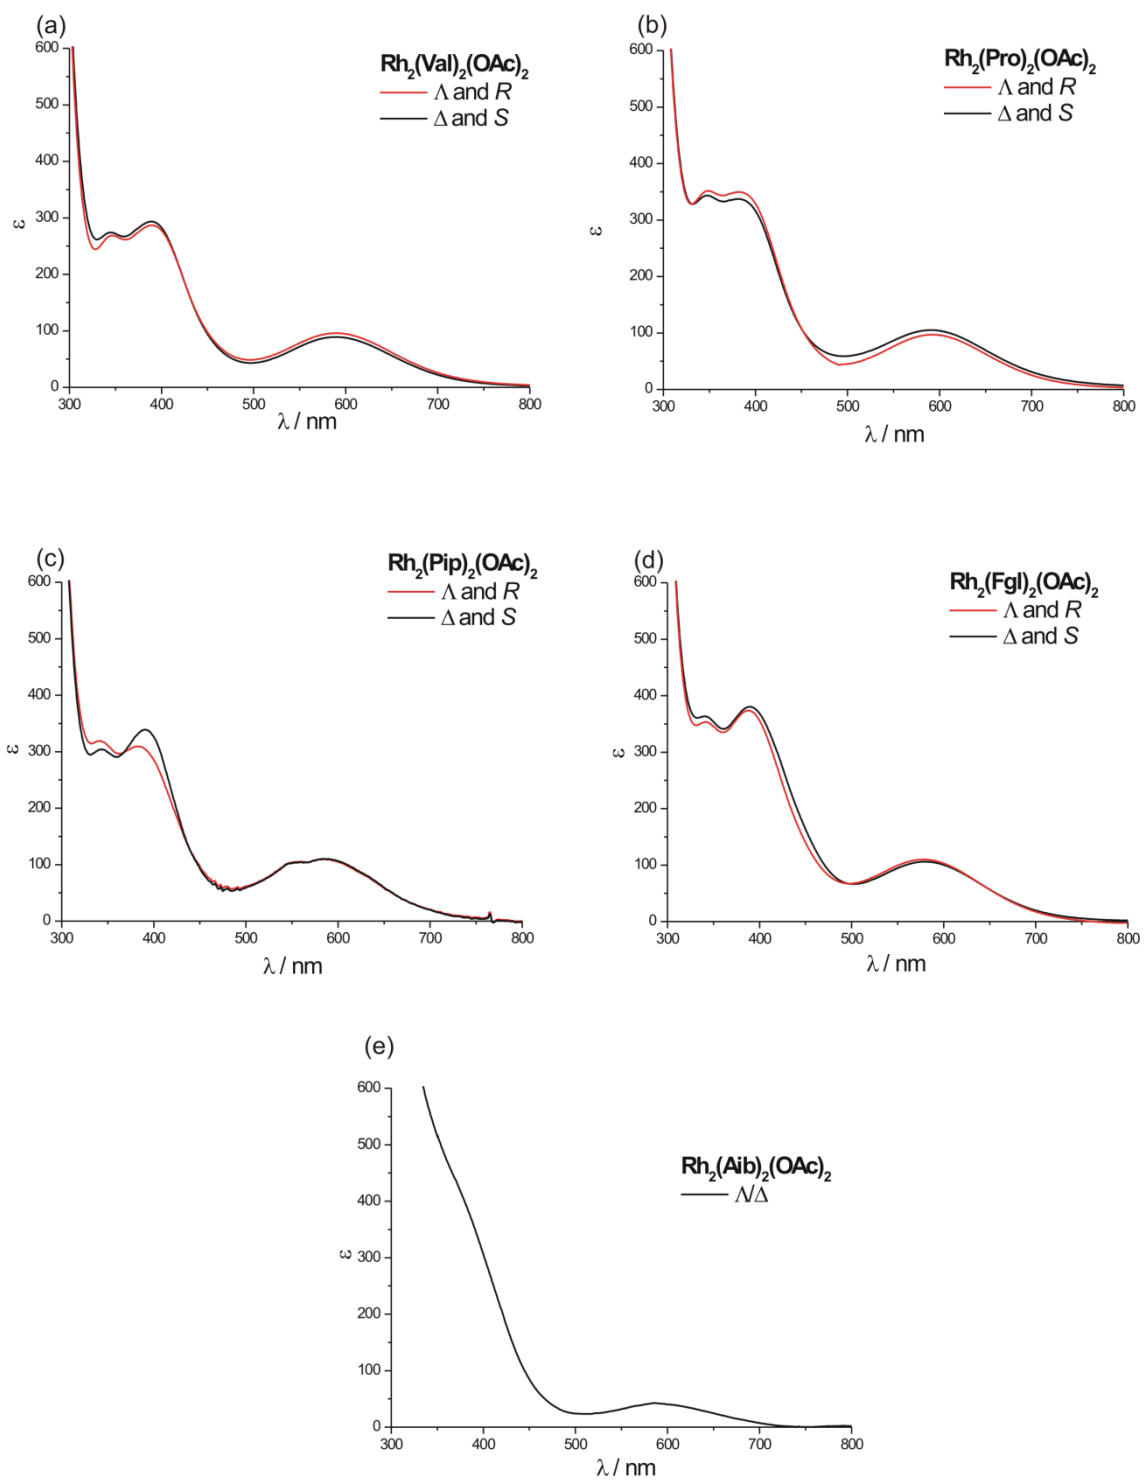 (a)
Rh₂(Val)₂(OAc)₂
Λ and R
Δ and S
600
500
400
300
200
100
0
ε
300 400 500 600 700 800
λ / nm
(b)
Rh₂(Pro)₂(OAc)₂
Λ and R
Δ and S
600
500
400
300
200
100
0
ε
300 400 500 600 700 800
λ / nm
(c)
Rh₂(Pip)₂(OAc)₂
Λ and R
Δ and S
600
500
400
300
200
100
0
ε
300 400 500 600 700 800
λ / nm
(d)
Rh₂(Fgl)₂(OAc)₂
Λ and R
Δ and S
600
500
400
300
200
100
0
ε
300 400 500 600 700 800
λ / nm
(e)
Rh₂(Aib)₂(OAc)₂
Λ/Δ
600
500
400
300
200
100
0
ε
300 400 500 600 700 800
λ / nm